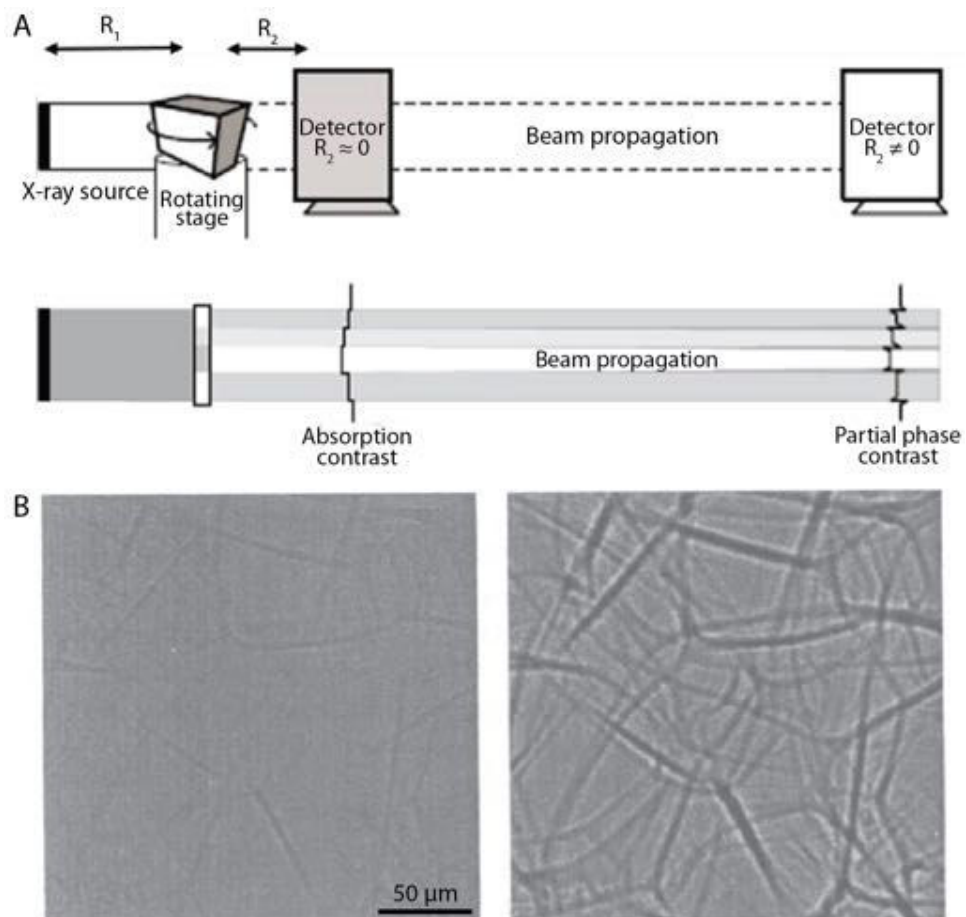 A
R₁
R₂
Detector
R₂ ≈ 0
Beam propagation
Detector
R₂ ≠ 0
X-ray source
Rotating
stage
Beam propagation
Absorption
contrast
Partial phase
contrast
B
50 μm